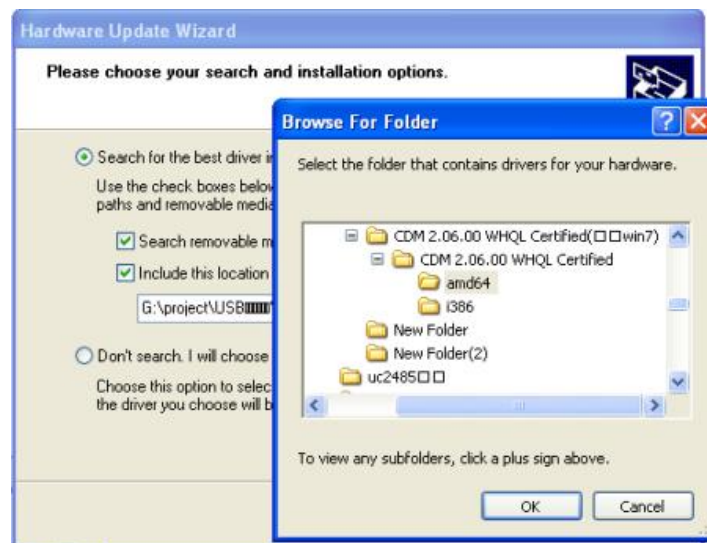 Hardware Update Wizard
Please choose your search and installation options.
Browse For Folder
Search for the best driver in
Select the folder that contains drivers for your hardware.
Use the check boxes below
paths and removable media
Search removable m
Include this location
G:\project\USB
CDM 2.06.00 WHQL Certified(□□win7)
CDM 2.06.00 WHQL Certified
amd64
i386
New Folder
New Folder(2)
uc2485□□
Don't search. I will choose
Choose this option to selec
the driver you choose will b
To view any subfolders, click a plus sign above.
OK
Cancel